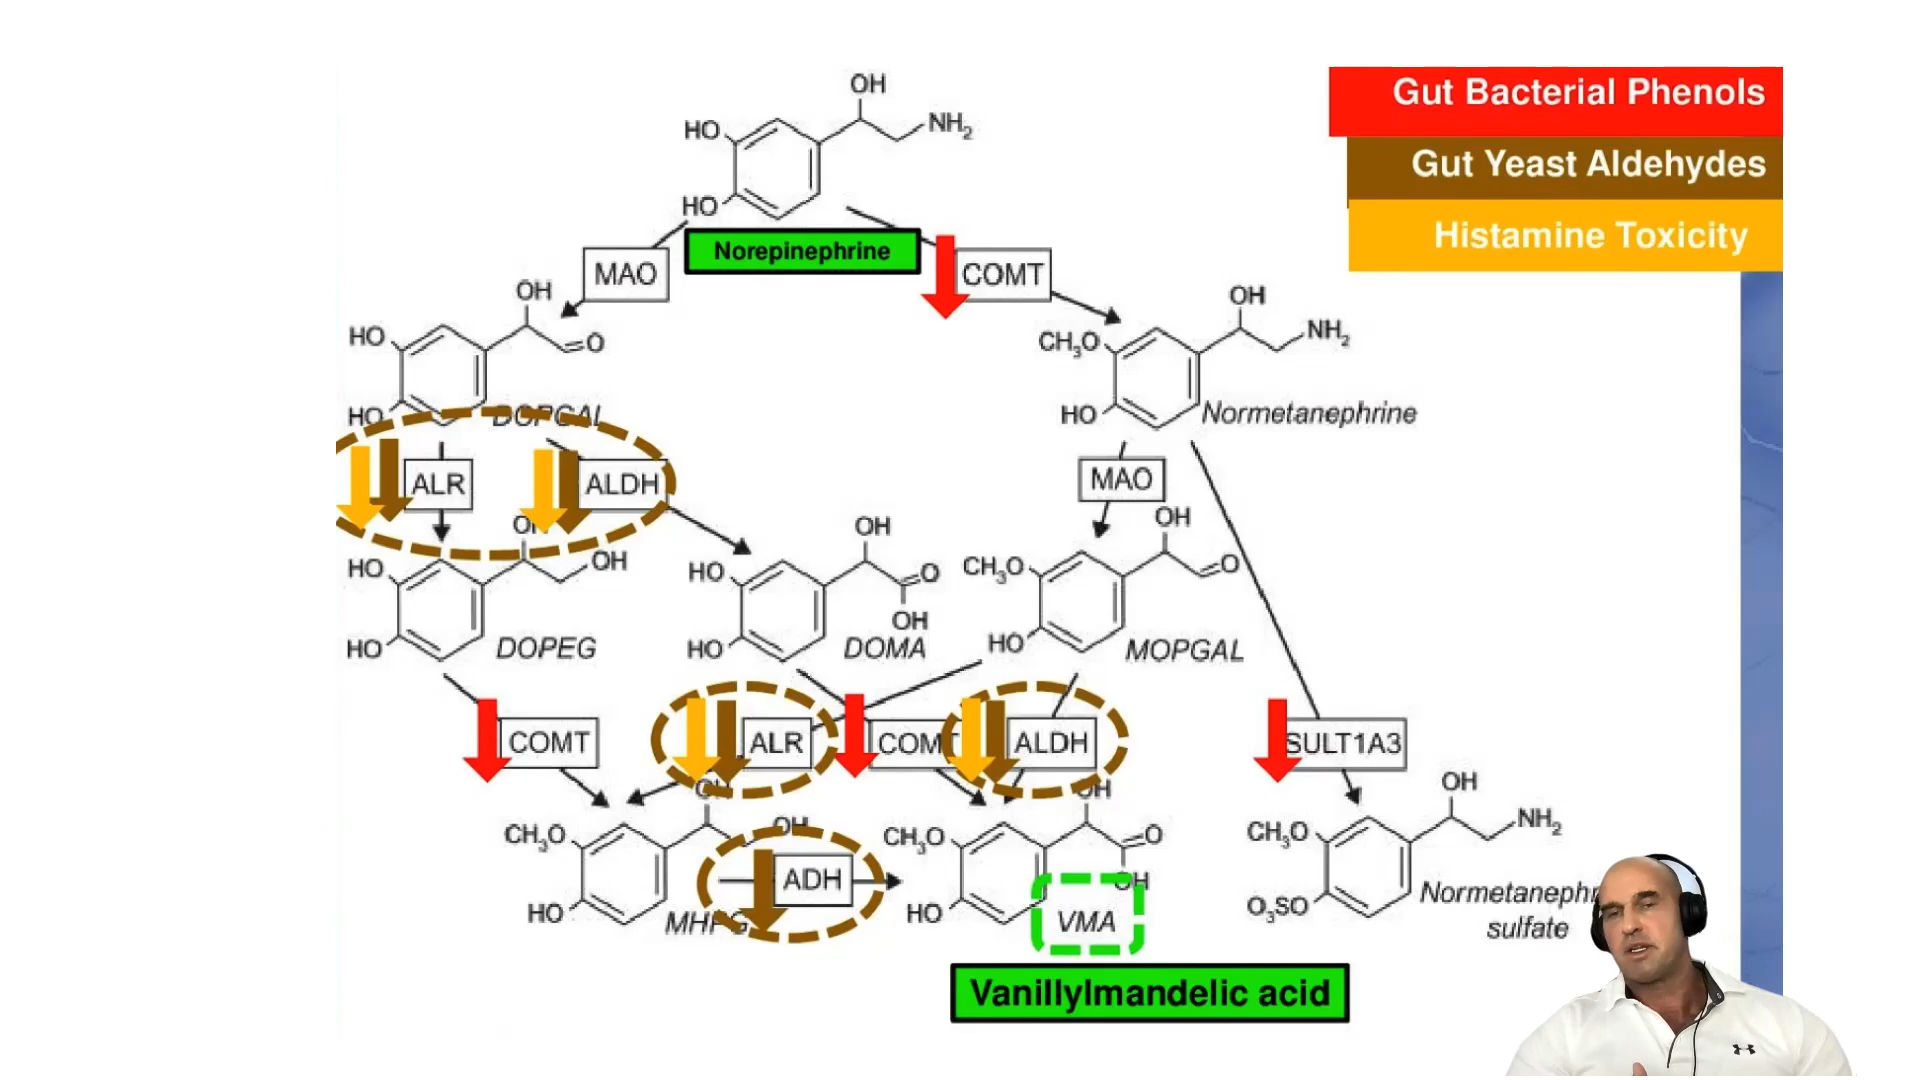 Gut Bacterial Phenols
Gut Yeast Aldehydes
Histamine Toxicity
OH
HO
NH2
HO
Norepinephrine
MAO
COMT
OH
HO
O
HO
DOPGAL
OH
CH3O
NH2
HO
Normetanephrine
ALR
ALDH
MAO
OH
HO
OH
HO
DOPEG
OH
HO
O
OH
HO
DOMA
OH
CH3O
O
HO
MOPGAL
COMT
ALR
COMT
ALDH
SULT1A3
OH
CH3O
OH
HO
MHPG
ADH
OH
CH3O
O
OH
HO
VMA
OH
CH3O
NH2
O3SO
sulfate
Vanillylmandelic acid